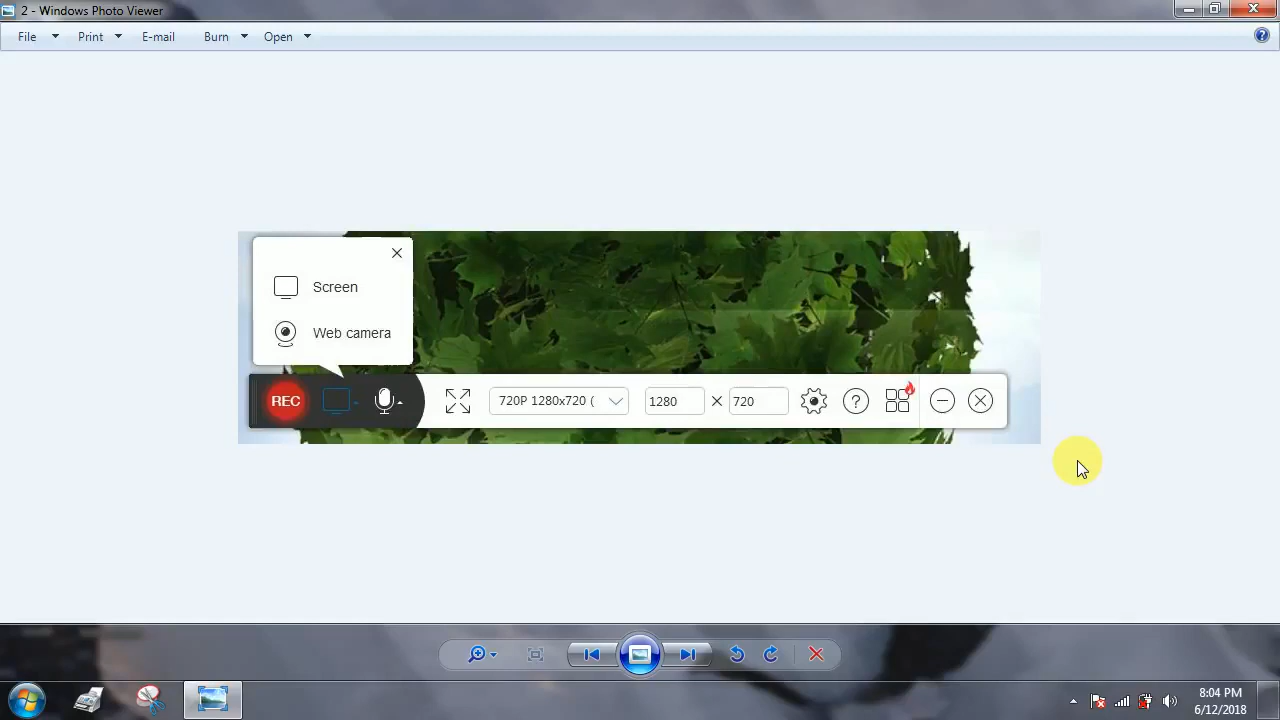 2 - Windows Photo Viewer
File Print E-mail Burn Open
Screen
Web camera
REC 720P 1280x720 ( 1280 720
8:04 PM
6/12/2018